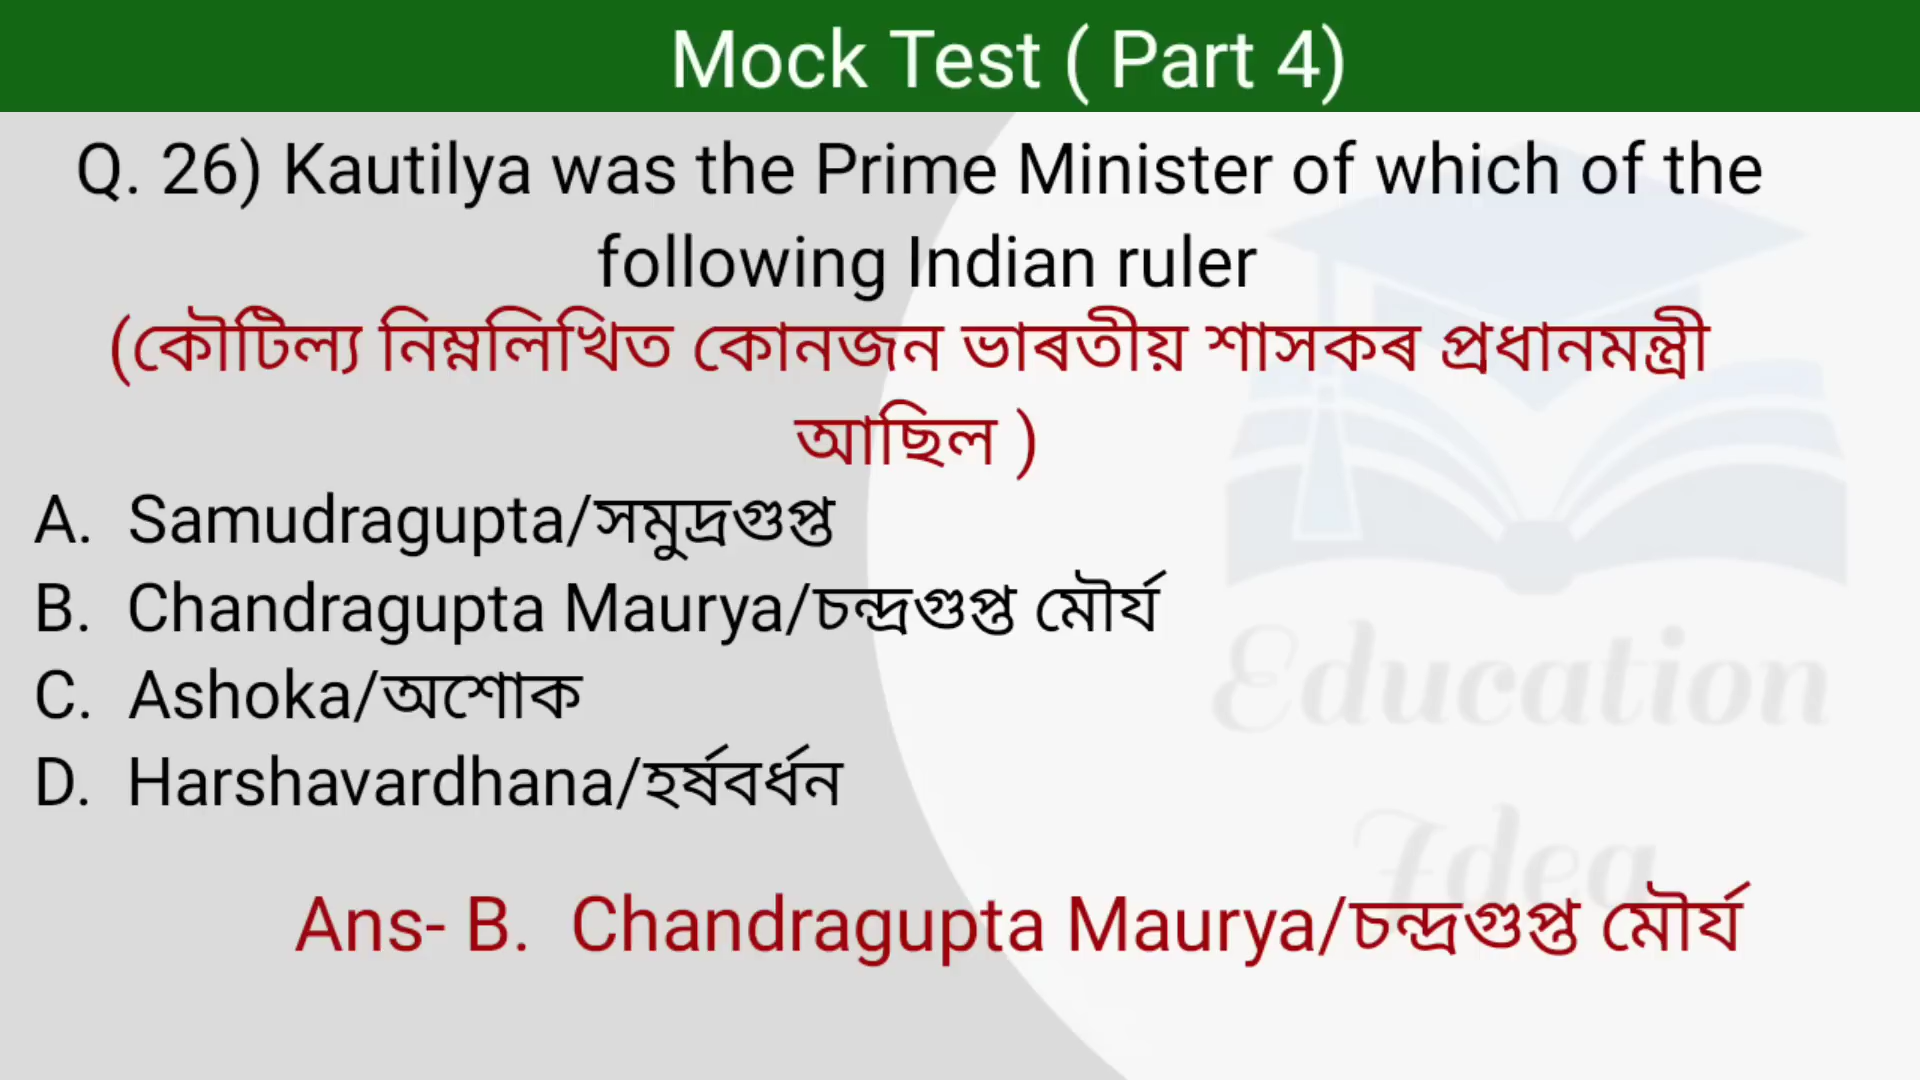 Mock Test ( Part 4)
Q. 26) Kautilya was the Prime Minister of which of the
following Indian ruler
(কৌটিল্য নিম্নলিখিত কোনজন ভাৰতীয় শাসকৰ প্ৰধানমন্ত্ৰী
আছিল )
A. Samudragupta/সমুদ্ৰগুপ্ত
B. Chandragupta Maurya/চন্দ্ৰগুপ্ত মৌৰ্য
C. Ashoka/অশোক
D. Harshavardhana/হৰ্ষবৰ্ধন
Education
Idea
Ans- B. Chandragupta Maurya/চন্দ্ৰগুপ্ত মৌৰ্য